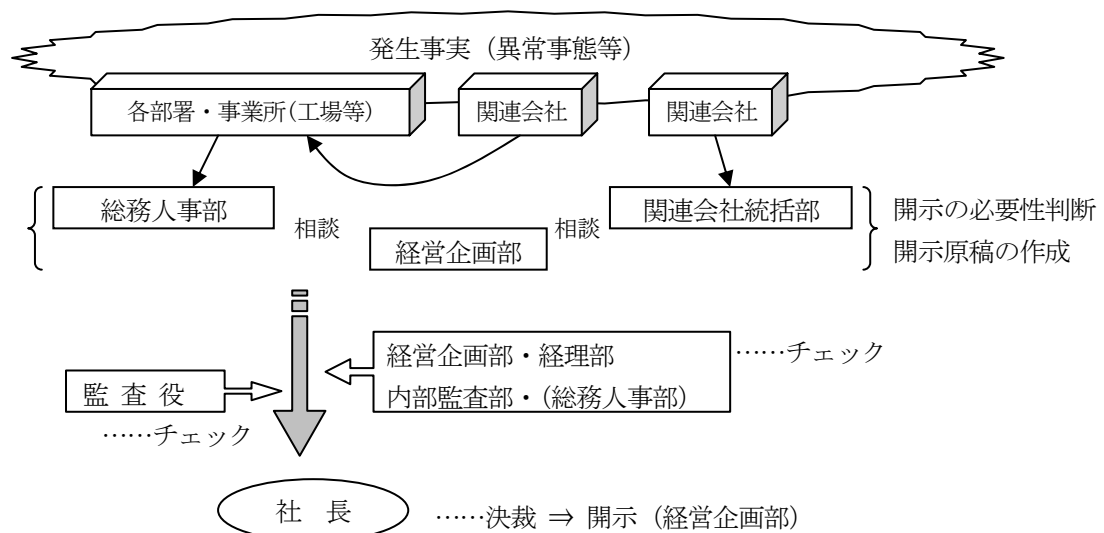 発生事実（異常事態等）
各部署・事業所(工場等)
関連会社
関連会社
総務人事部
相談
経営企画部
相談
関連会社統括部
開示の必要性判断
開示原稿の作成
経営企画部・経理部
内部監査部・(総務人事部)
……チェック
監 査 役
……チェック
社　長
……決裁 ⇒ 開示（経営企画部）